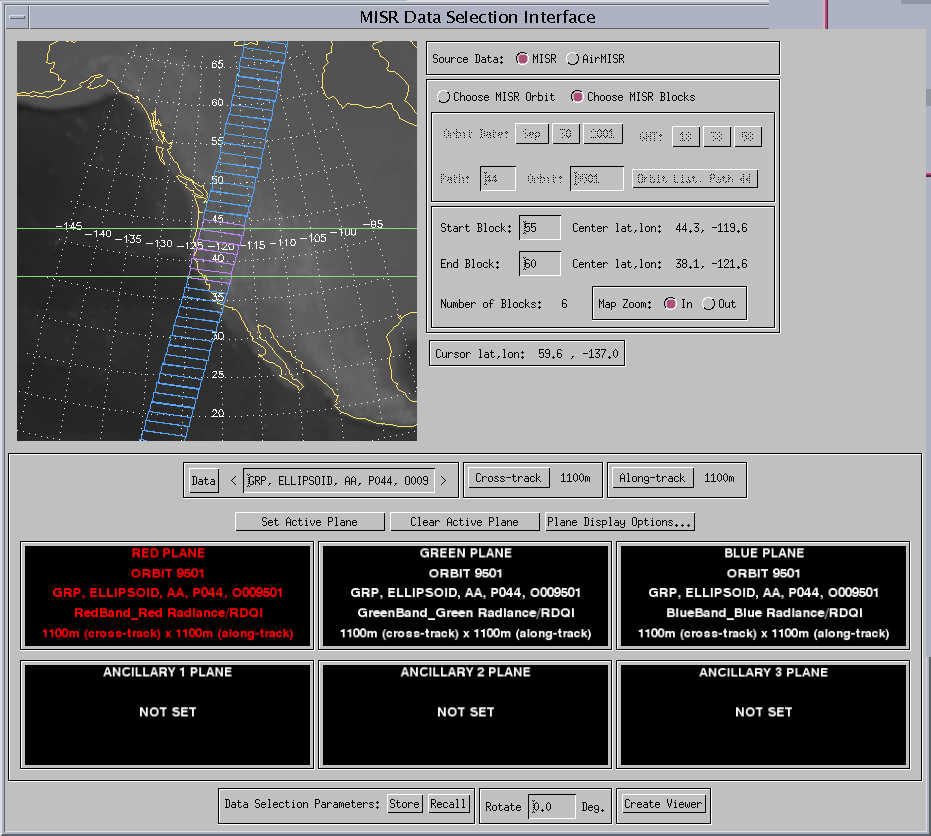 MISR Data Selection Interface
65
60
55
50
45
40
35
30
25
20
-145 -140 -135 -130 -125 -120 -115 -110 -105 -100 -85
Source Data: MISR AirMISR
Choose MISR Orbit Choose MISR Blocks
Orbit Date: Sep 30 2001 GMT:
Path: 44 Orbit: 9501 Orbit List. Path 44
Start Block: 55 Center lat,lon: 44.3, -119.6
End Block: 60 Center lat,lon: 38.1, -121.6
Number of Blocks: 6 Map Zoom: In Out
Cursor lat,lon: 59.6 , -137.0
Data < GRP, ELLIPSOID, AA, P044, O009 > Cross-track 1100m Along-track 1100m
Set Active Plane Clear Active Plane Plane Display Options...
RED PLANE
ORBIT 9501
GRP, ELLIPSOID, AA, P044, O009501
RedBand_Red Radiance/RDQI
1100m (cross-track) x 1100m (along-track)
GREEN PLANE
ORBIT 9501
GRP, ELLIPSOID, AA, P044, O009501
GreenBand_Green Radiance/RDQI
1100m (cross-track) x 1100m (along-track)
BLUE PLANE
ORBIT 9501
GRP, ELLIPSOID, AA, P044, O009501
BlueBand_Blue Radiance/RDQI
1100m (cross-track) x 1100m (along-track)
ANCILLARY 1 PLANE
NOT SET
ANCILLARY 2 PLANE
NOT SET
ANCILLARY 3 PLANE
NOT SET
Data Selection Parameters: Store Recall Rotate 0.0 Deg. Create Viewer